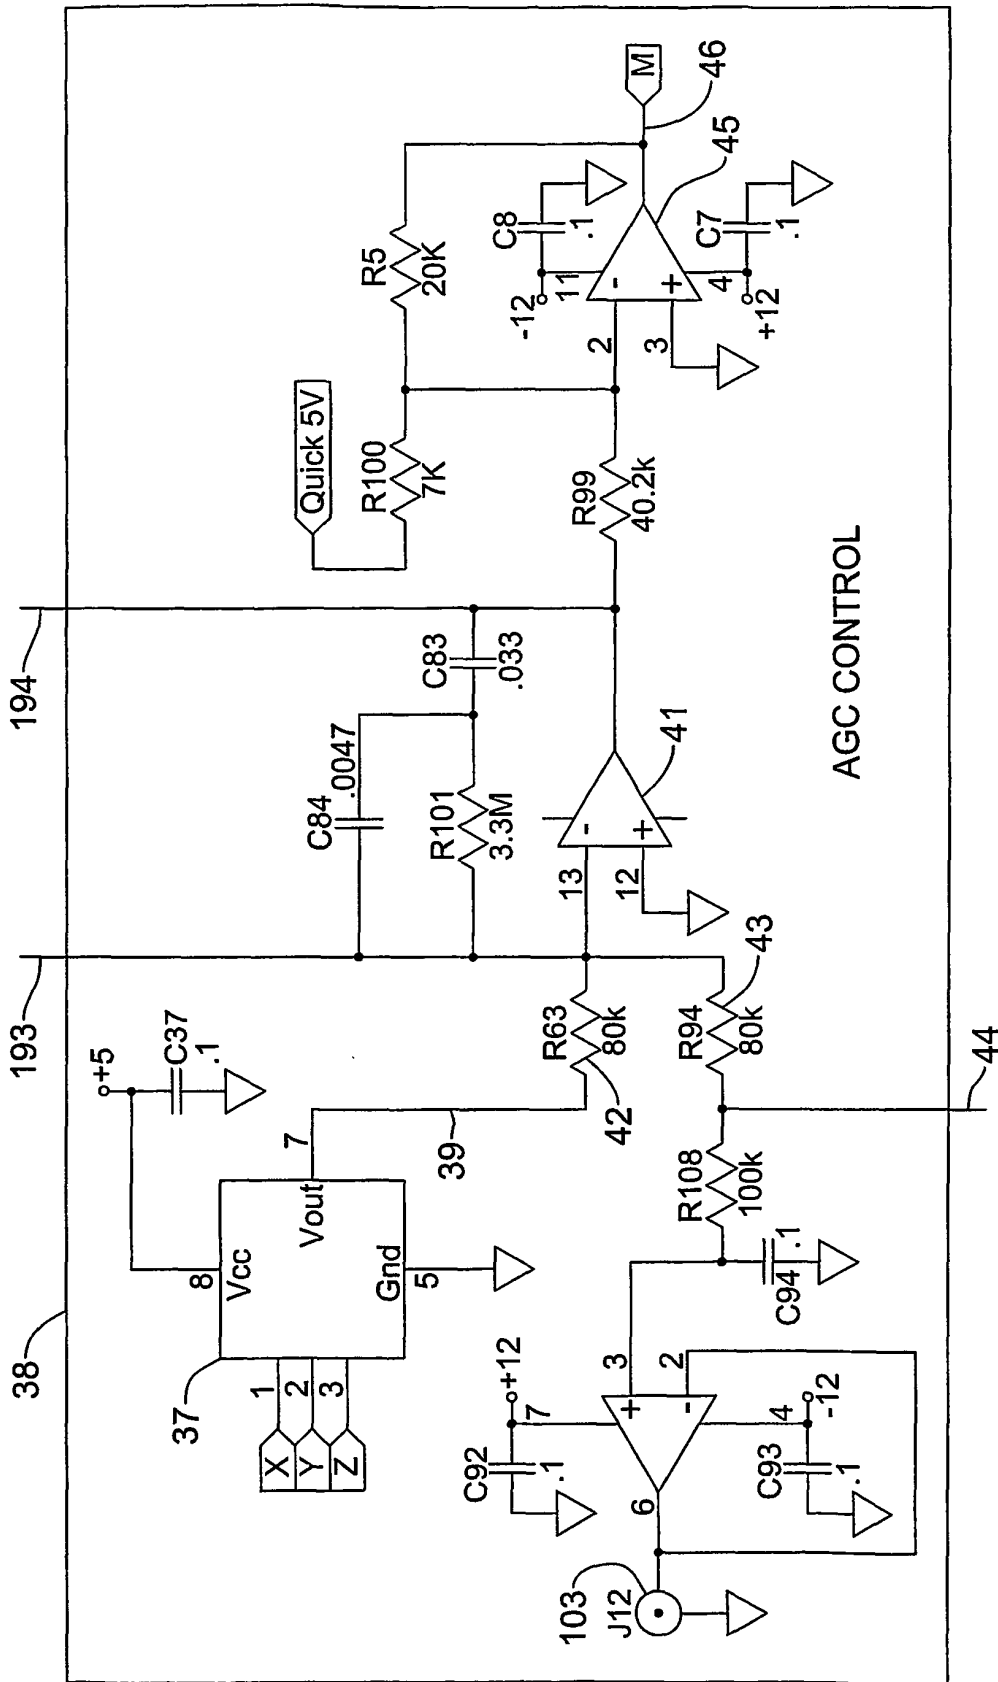 38
193
194
+5
C37
.1
37
8
Vcc
Vout
7
Gnd
5
X
Y
Z
1
2
3
39
C84
.0047
R101
3.3M
C83
.033
Quick 5V
R100
7K
R5
20K
R63
80k
42
13
12
-
+
41
R99
40.2k
2
3
-
+
-12
11
C8
.1
4
+12
C7
.1
45
46
M
R94
80k
43
44
R108
100k
C94
.1
3
2
+
-
+12
7
C92
.1
4
-12
C93
.1
6
103
J12
AGC CONTROL